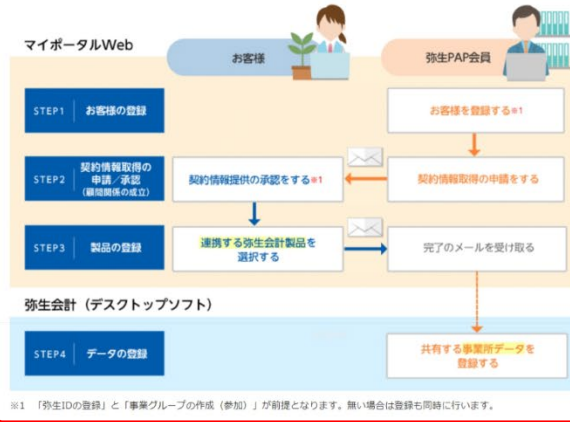 マイポータルWeb
お客様
弥生PAP会員
STEP1 お客様の登録
お客様を登録する※1
STEP2 契約情報取得の
申請/承認
(顧問関係の成立)
契約情報提供の承認をする※1
契約情報取得の申請をする
STEP3 製品の登録
連携する弥生会計製品を
選択する
完了のメールを受け取る
弥生会計(デスクトップソフト)
STEP4 データの登録
共有する事業所データを
登録する
※1 「弥生IDの登録」と「事業グループの作成(参加)」が前提となります。無い場合は登録も同時に行います。